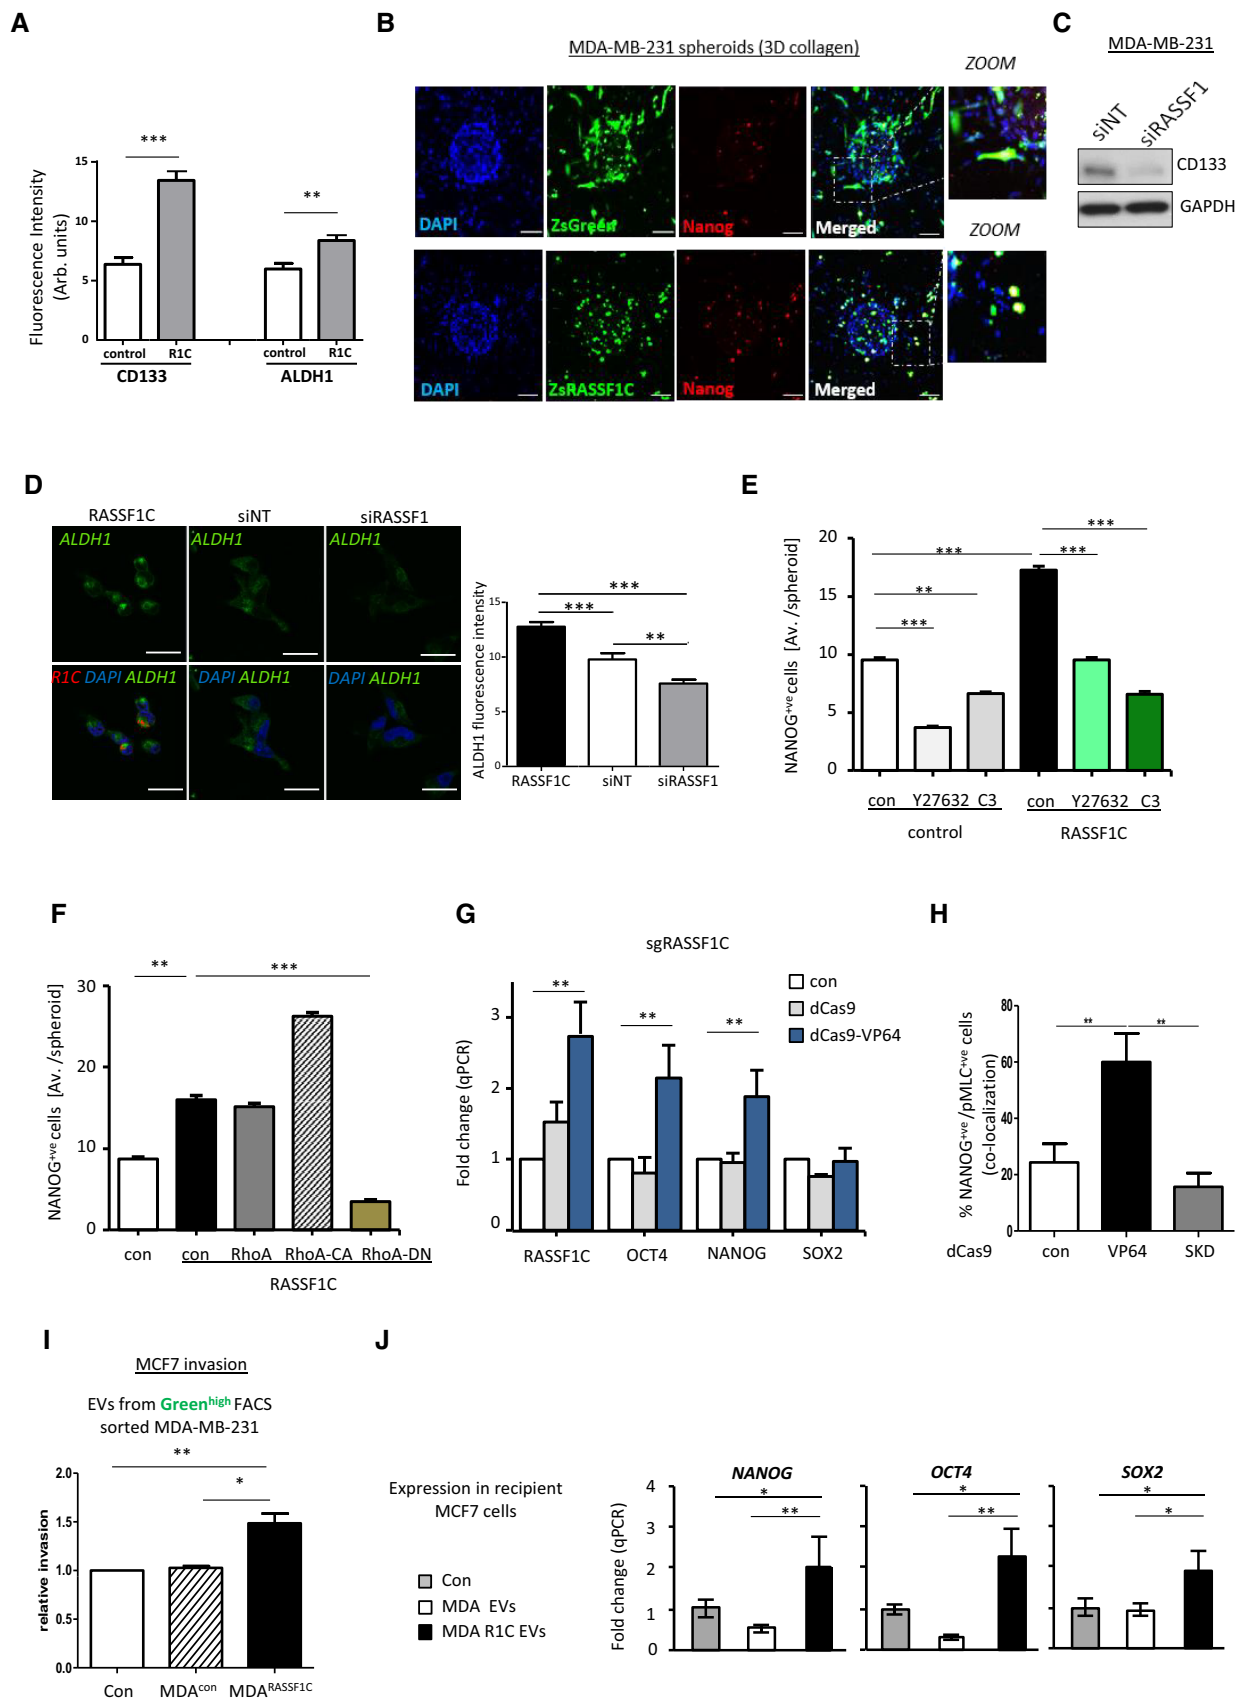 A
Fluorescence Intensity
(Arb. units)
15
10
5
0
***
**
control
R1C
control
R1C
CD133
ALDH1
B
MDA-MB-231 spheroids (3D collagen)
ZOOM
DAPI
ZsGreen
Nanog
Merged
ZOOM
DAPI
ZsRASSF1C
Nanog
Merged
C
MDA-MB-231
siNT
siRASSF1
CD133
GAPDH
D
RASSF1C
siNT
siRASSF1
ALDH1
ALDH1
ALDH1
R1C DAPI ALDH1
DAPI ALDH1
DAPI ALDH1
ALDH1 fluorescence intensity
15
10
5
0
***
***
**
RASSF1C
siNT
siRASSF1
E
NANOG+ve cells [Av. /spheroid]
20
15
10
5
0
***
***
***
**
***
con
Y27632
C3
con
Y27632
C3
control
RASSF1C
F
NANOG+ve cells [Av. /spheroid]
30
20
10
0
**
***
con
con
RhoA
RhoA-CA
RhoA-DN
RASSF1C
G
sgRASSF1C
Fold change (qPCR)
3
2
1
0
**
**
**
con
dCas9
dCas9-VP64
RASSF1C
OCT4
NANOG
SOX2
H
% NANOG+ve/pMLC+ve cells
(co-localization)
80
60
40
20
0
**
**
dCas9
con
VP64
SKD
I
MCF7 invasion
EVs from Greenhigh FACS
sorted MDA-MB-231
relative invasion
2.0
1.5
1.0
0.5
0.0
**
*
Con
MDAcon
MDARASSF1C
J
Expression in recipient
MCF7 cells
Con
MDA EVs
MDA R1C EVs
Fold change (qPCR)
4
3
2
1
0
NANOG
*
**
OCT4
*
**
SOX2
*
*